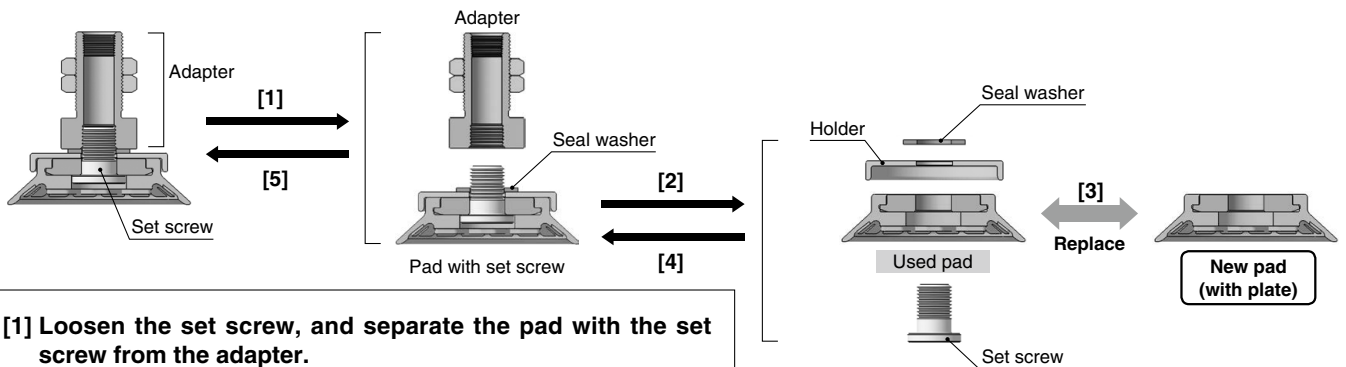 Adapter
Adapter
[1]
[5]
Set screw
Seal washer
Pad with set screw
[2]
[4]
Seal washer
Holder
Used pad
Set screw
[3]
Replace
New pad
(with plate)
[1] Loosen the set screw, and separate the pad with the set
screw from the adapter.